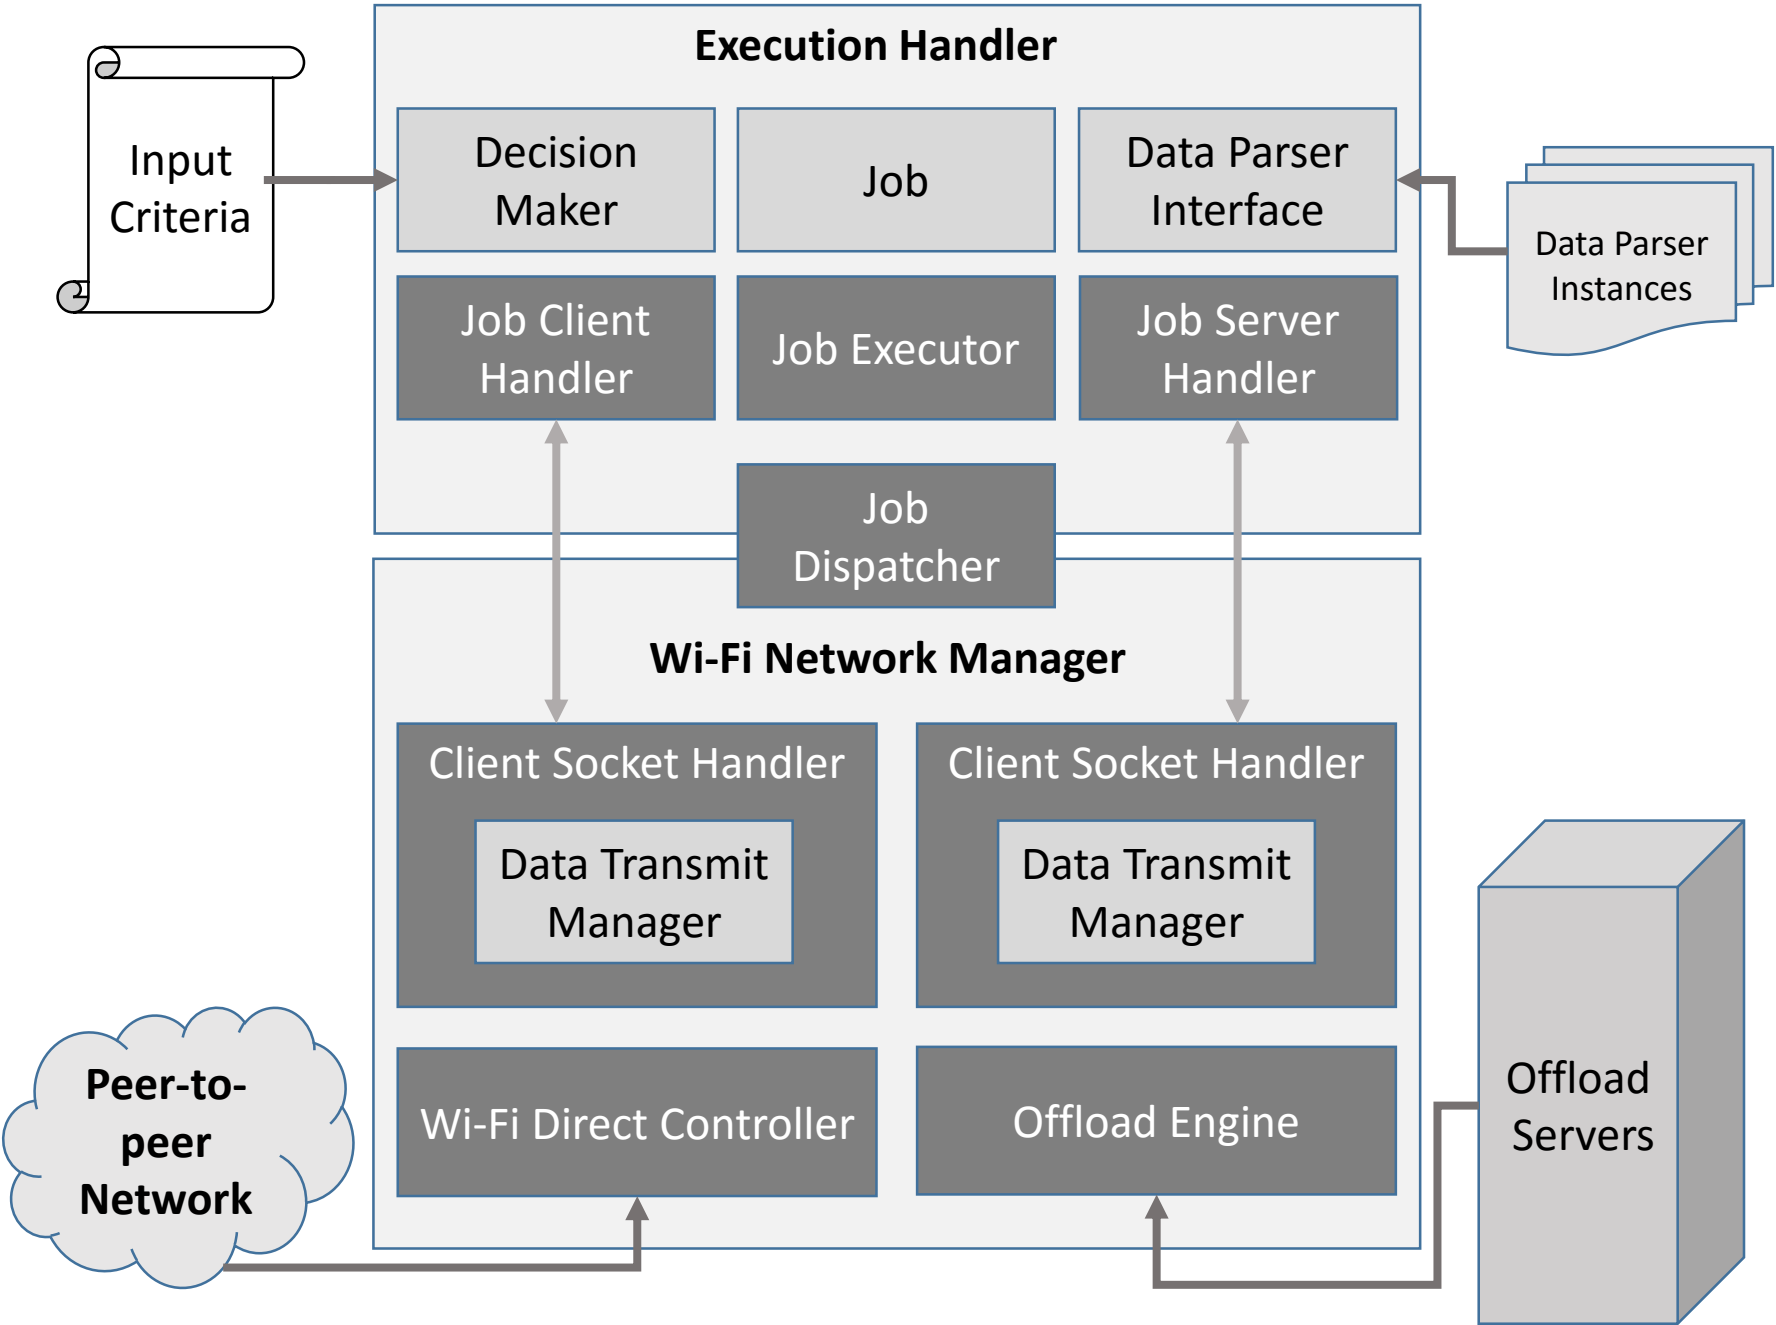 Execution Handler
Input
Criteria
Decision
Maker
Job
Data Parser
Interface
Data Parser
Instances
Job Client
Handler
Job Executor
Job Server
Handler
Job
Dispatcher
Wi-Fi Network Manager
Client Socket Handler
Data Transmit
Manager
Client Socket Handler
Data Transmit
Manager
Peer-to-
peer
Network
Wi-Fi Direct Controller
Offload Engine
Offload
Servers